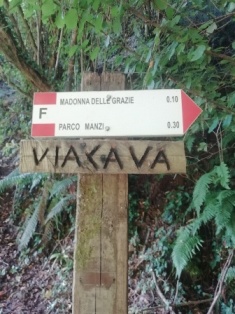 MADONNA DELLE GRAZIE 0.10
F
PARCO MANZI 0.30
VIA CAVA